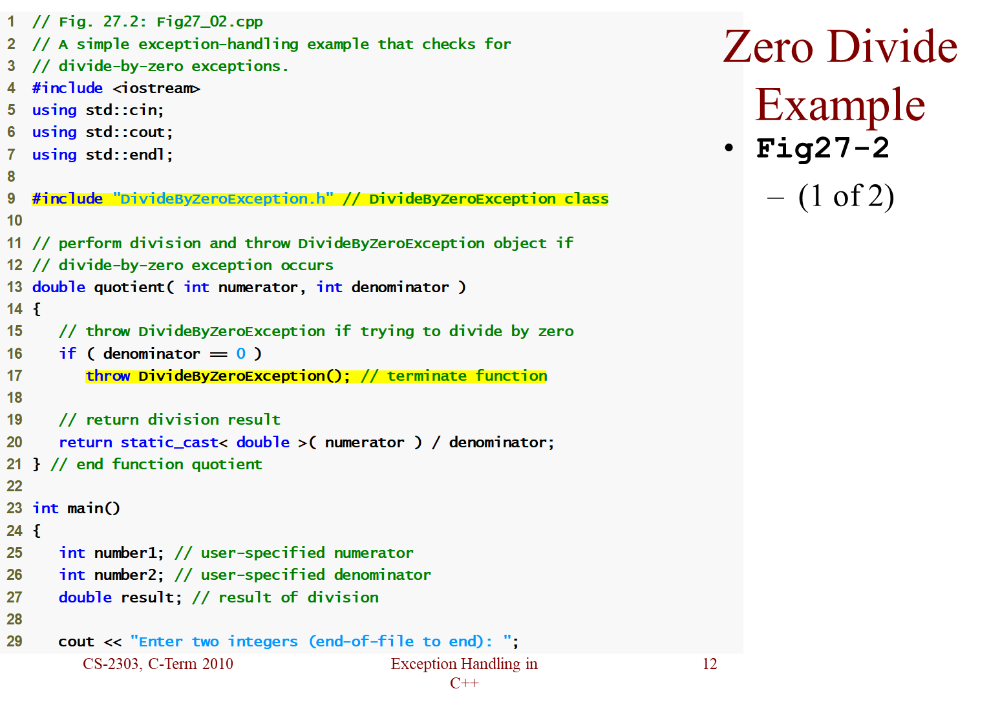 1 // Fig. 27.2: Fig27_02.cpp
2 // A simple exception-handling example that checks for
3 // divide-by-zero exceptions.
4 #include <iostream>
5 using std::cin;
6 using std::cout;
7 using std::endl;
8
9 #include "DivideByZeroException.h" // DivideByZeroException class
10
11 // perform division and throw DivideByZeroException object if
12 // divide-by-zero exception occurs
13 double quotient( int numerator, int denominator )
14 {
15    // throw DivideByZeroException if trying to divide by zero
16    if ( denominator == 0 )
17       throw DivideByZeroException(); // terminate function
18
19    // return division result
20    return static_cast< double >( numerator ) / denominator;
21 } // end function quotient
22
23 int main()
24 {
25    int number1; // user-specified numerator
26    int number2; // user-specified denominator
27    double result; // result of division
28
29    cout << "Enter two integers (end-of-file to end): ";
Zero Divide
Example
• Fig27-2
– (1 of 2)
CS-2303, C-Term 2010
Exception Handling in
C++
12